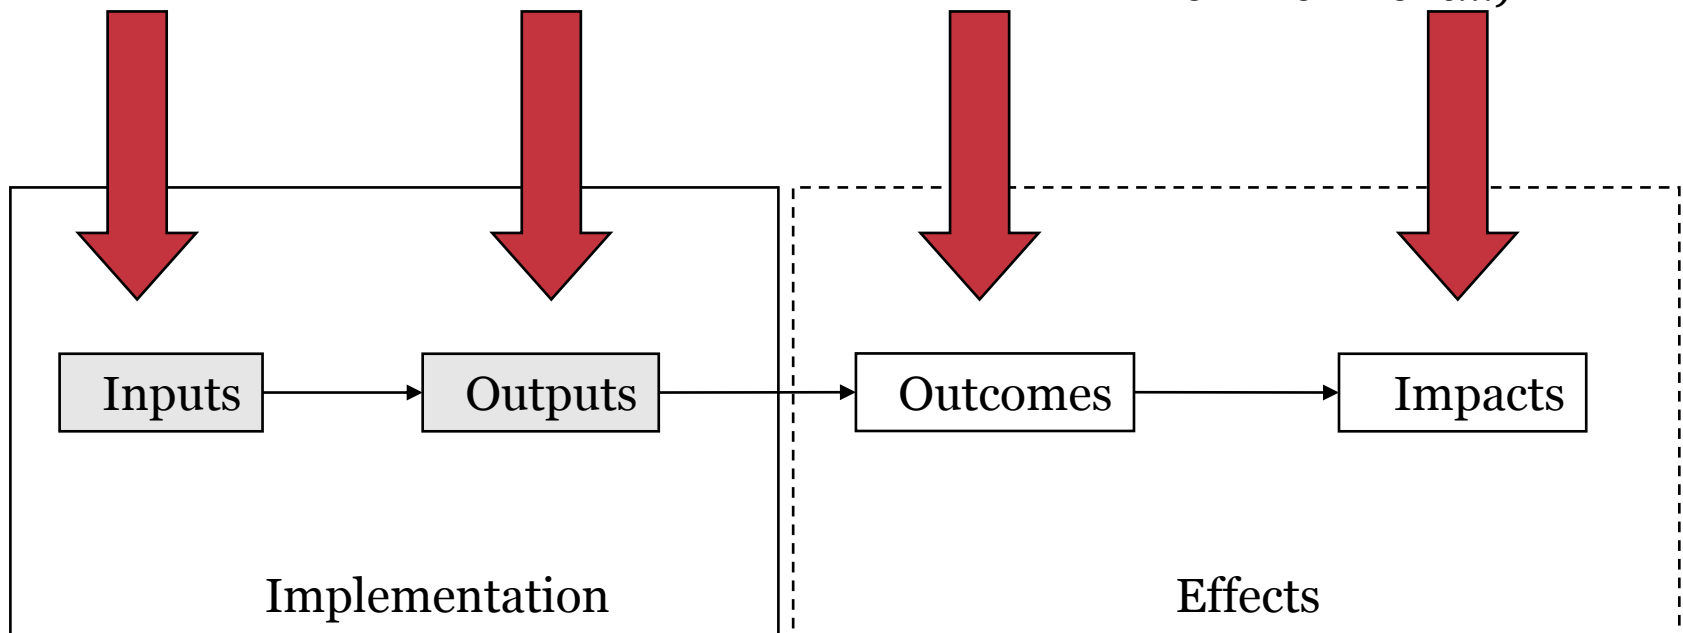 Inputs
Outputs
Outcomes
Impacts
Implementation
Effects